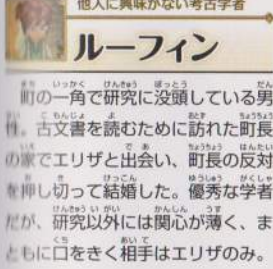 他人に興味がない考古学者
ルーフィン
町の一角で研究に没頭している男
性。古文書を読むために訪れた町長
の家でエリザと出会い、町長の反対
を押し切って結婚した。優秀な学者
だが、研究以外には関心が薄く、ま
ともに口をきく相手はエリザのみ。